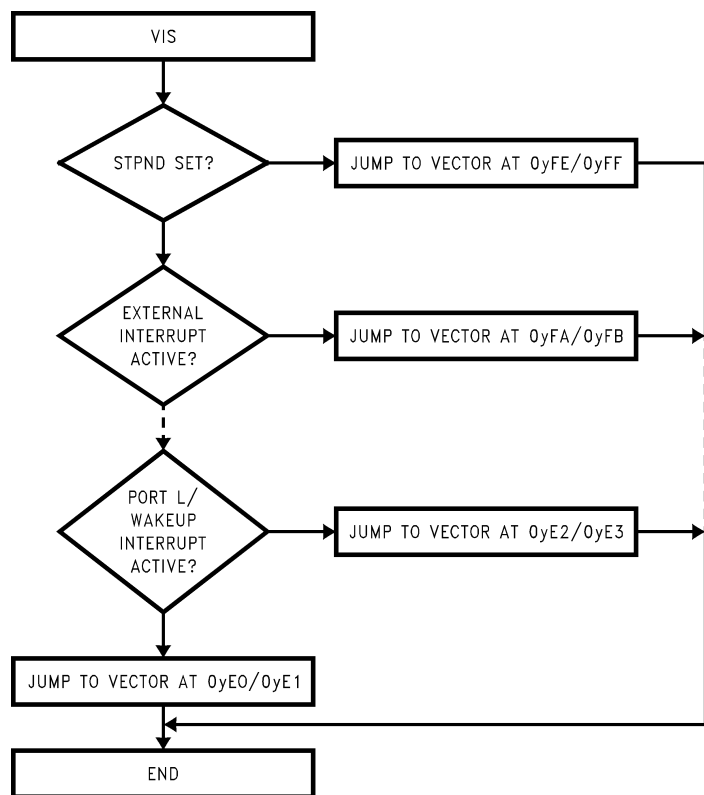 VIS
STPND SET?
JUMP TO VECTOR AT 0yFE/0yFF
EXTERNAL
INTERRUPT
ACTIVE?
JUMP TO VECTOR AT 0yFA/0yFB
PORT L/
WAKEUP
INTERRUPT
ACTIVE?
JUMP TO VECTOR AT 0yE2/0yE3
JUMP TO VECTOR AT 0yE0/0yE1
END